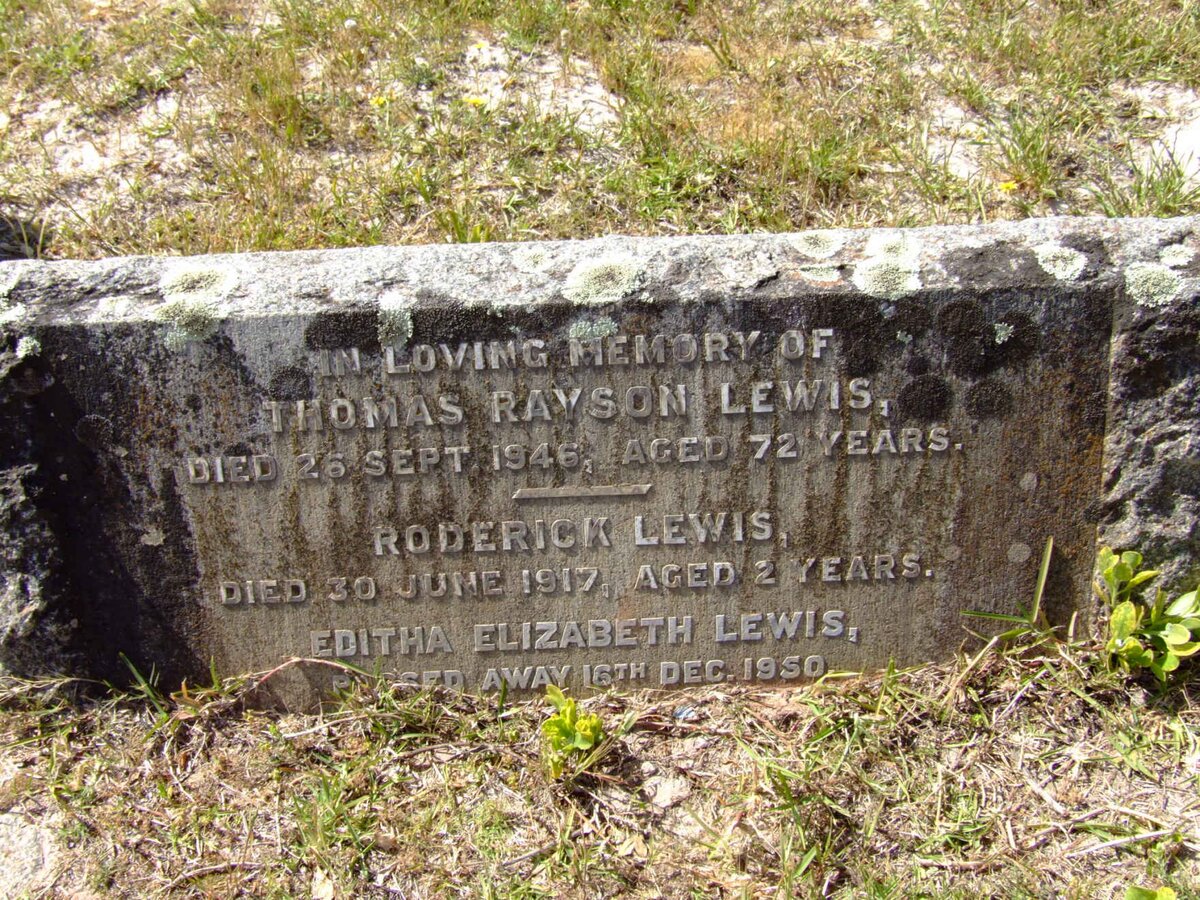 IN LOVING MEMORY OF
THOMAS RAYSON LEWIS,
DIED 26 SEPT. 1946, AGED 72 YEARS.
RODERICK LEWIS,
DIED 30 JUNE 1917, AGED 2 YEARS.
EDITHA ELIZABETH LEWIS,
PASSED AWAY 16TH DEC. 1950